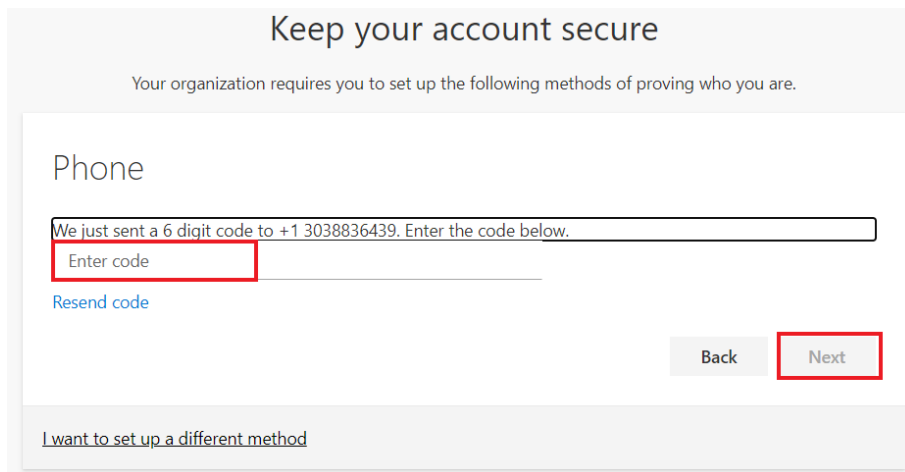 Keep your account secure
Your organization requires you to set up the following methods of proving who you are.
Phone
We just sent a 6 digit code to +1 3038836439. Enter the code below.
Enter code
Resend code
Back Next
I want to set up a different method